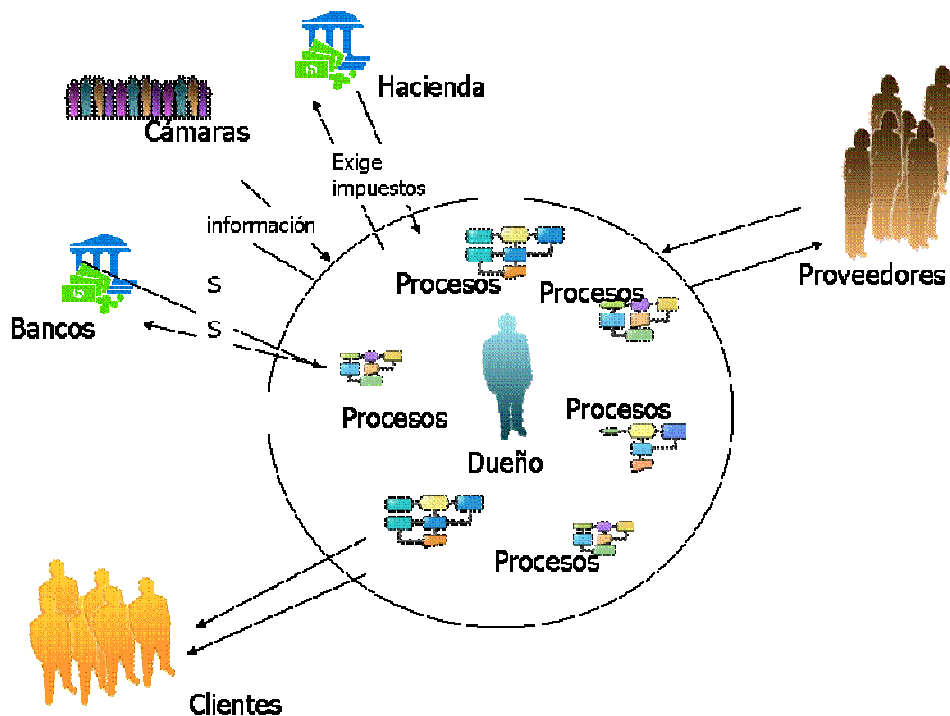 Hacienda
Cámaras
Exige
impuestos
información
Proveedores
Procesos
Procesos
S
Bancos
S
Procesos
Procesos
Dueño
Procesos
Clientes